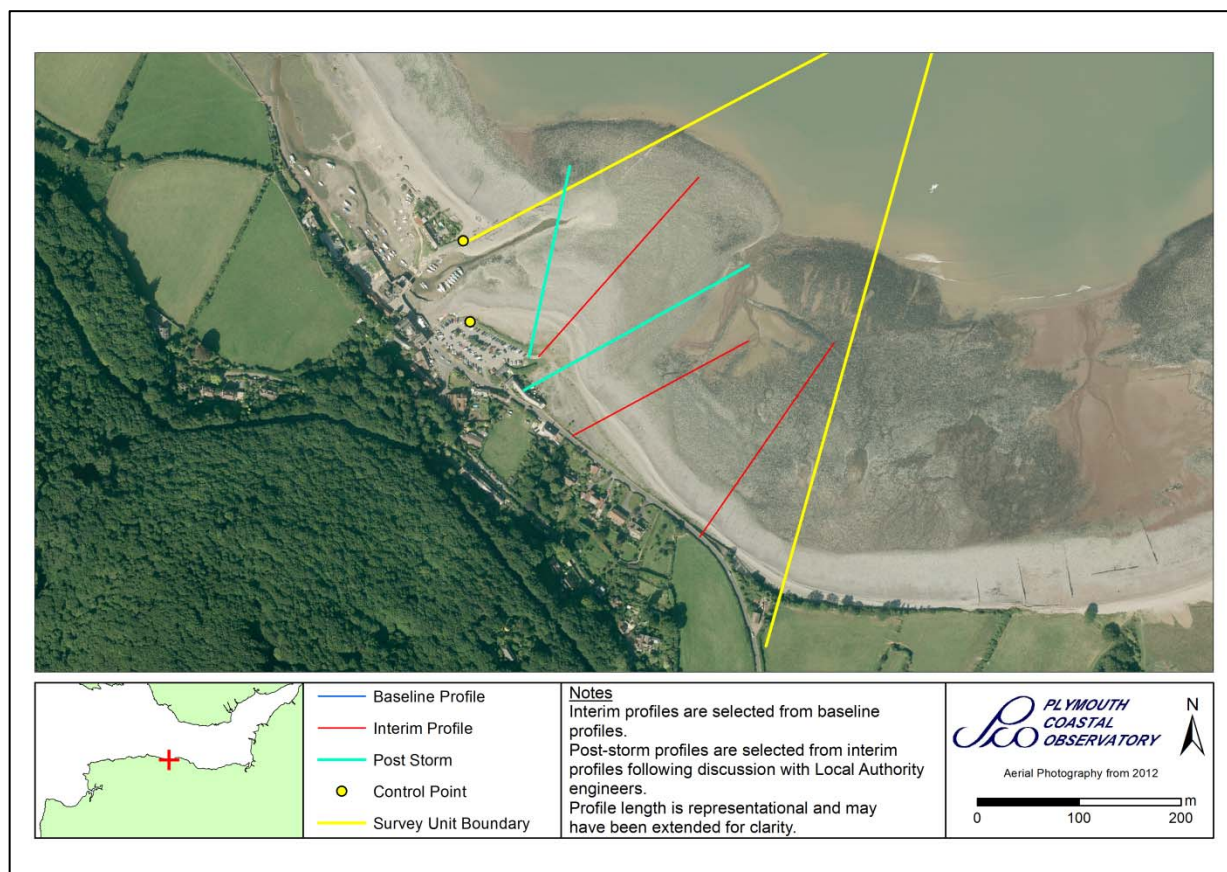 Baseline Profile
Interim Profile
Post Storm
Control Point
Survey Unit Boundary
Notes
Interim profiles are selected from baseline
profiles.
Post-storm profiles are selected from interim
profiles following discussion with Local Authority
engineers.
Profile length is representational and may
have been extended for clarity.
PLYMOUTH
COASTAL
OBSERVATORY
N
Aerial Photography from 2012
m
0 100 200